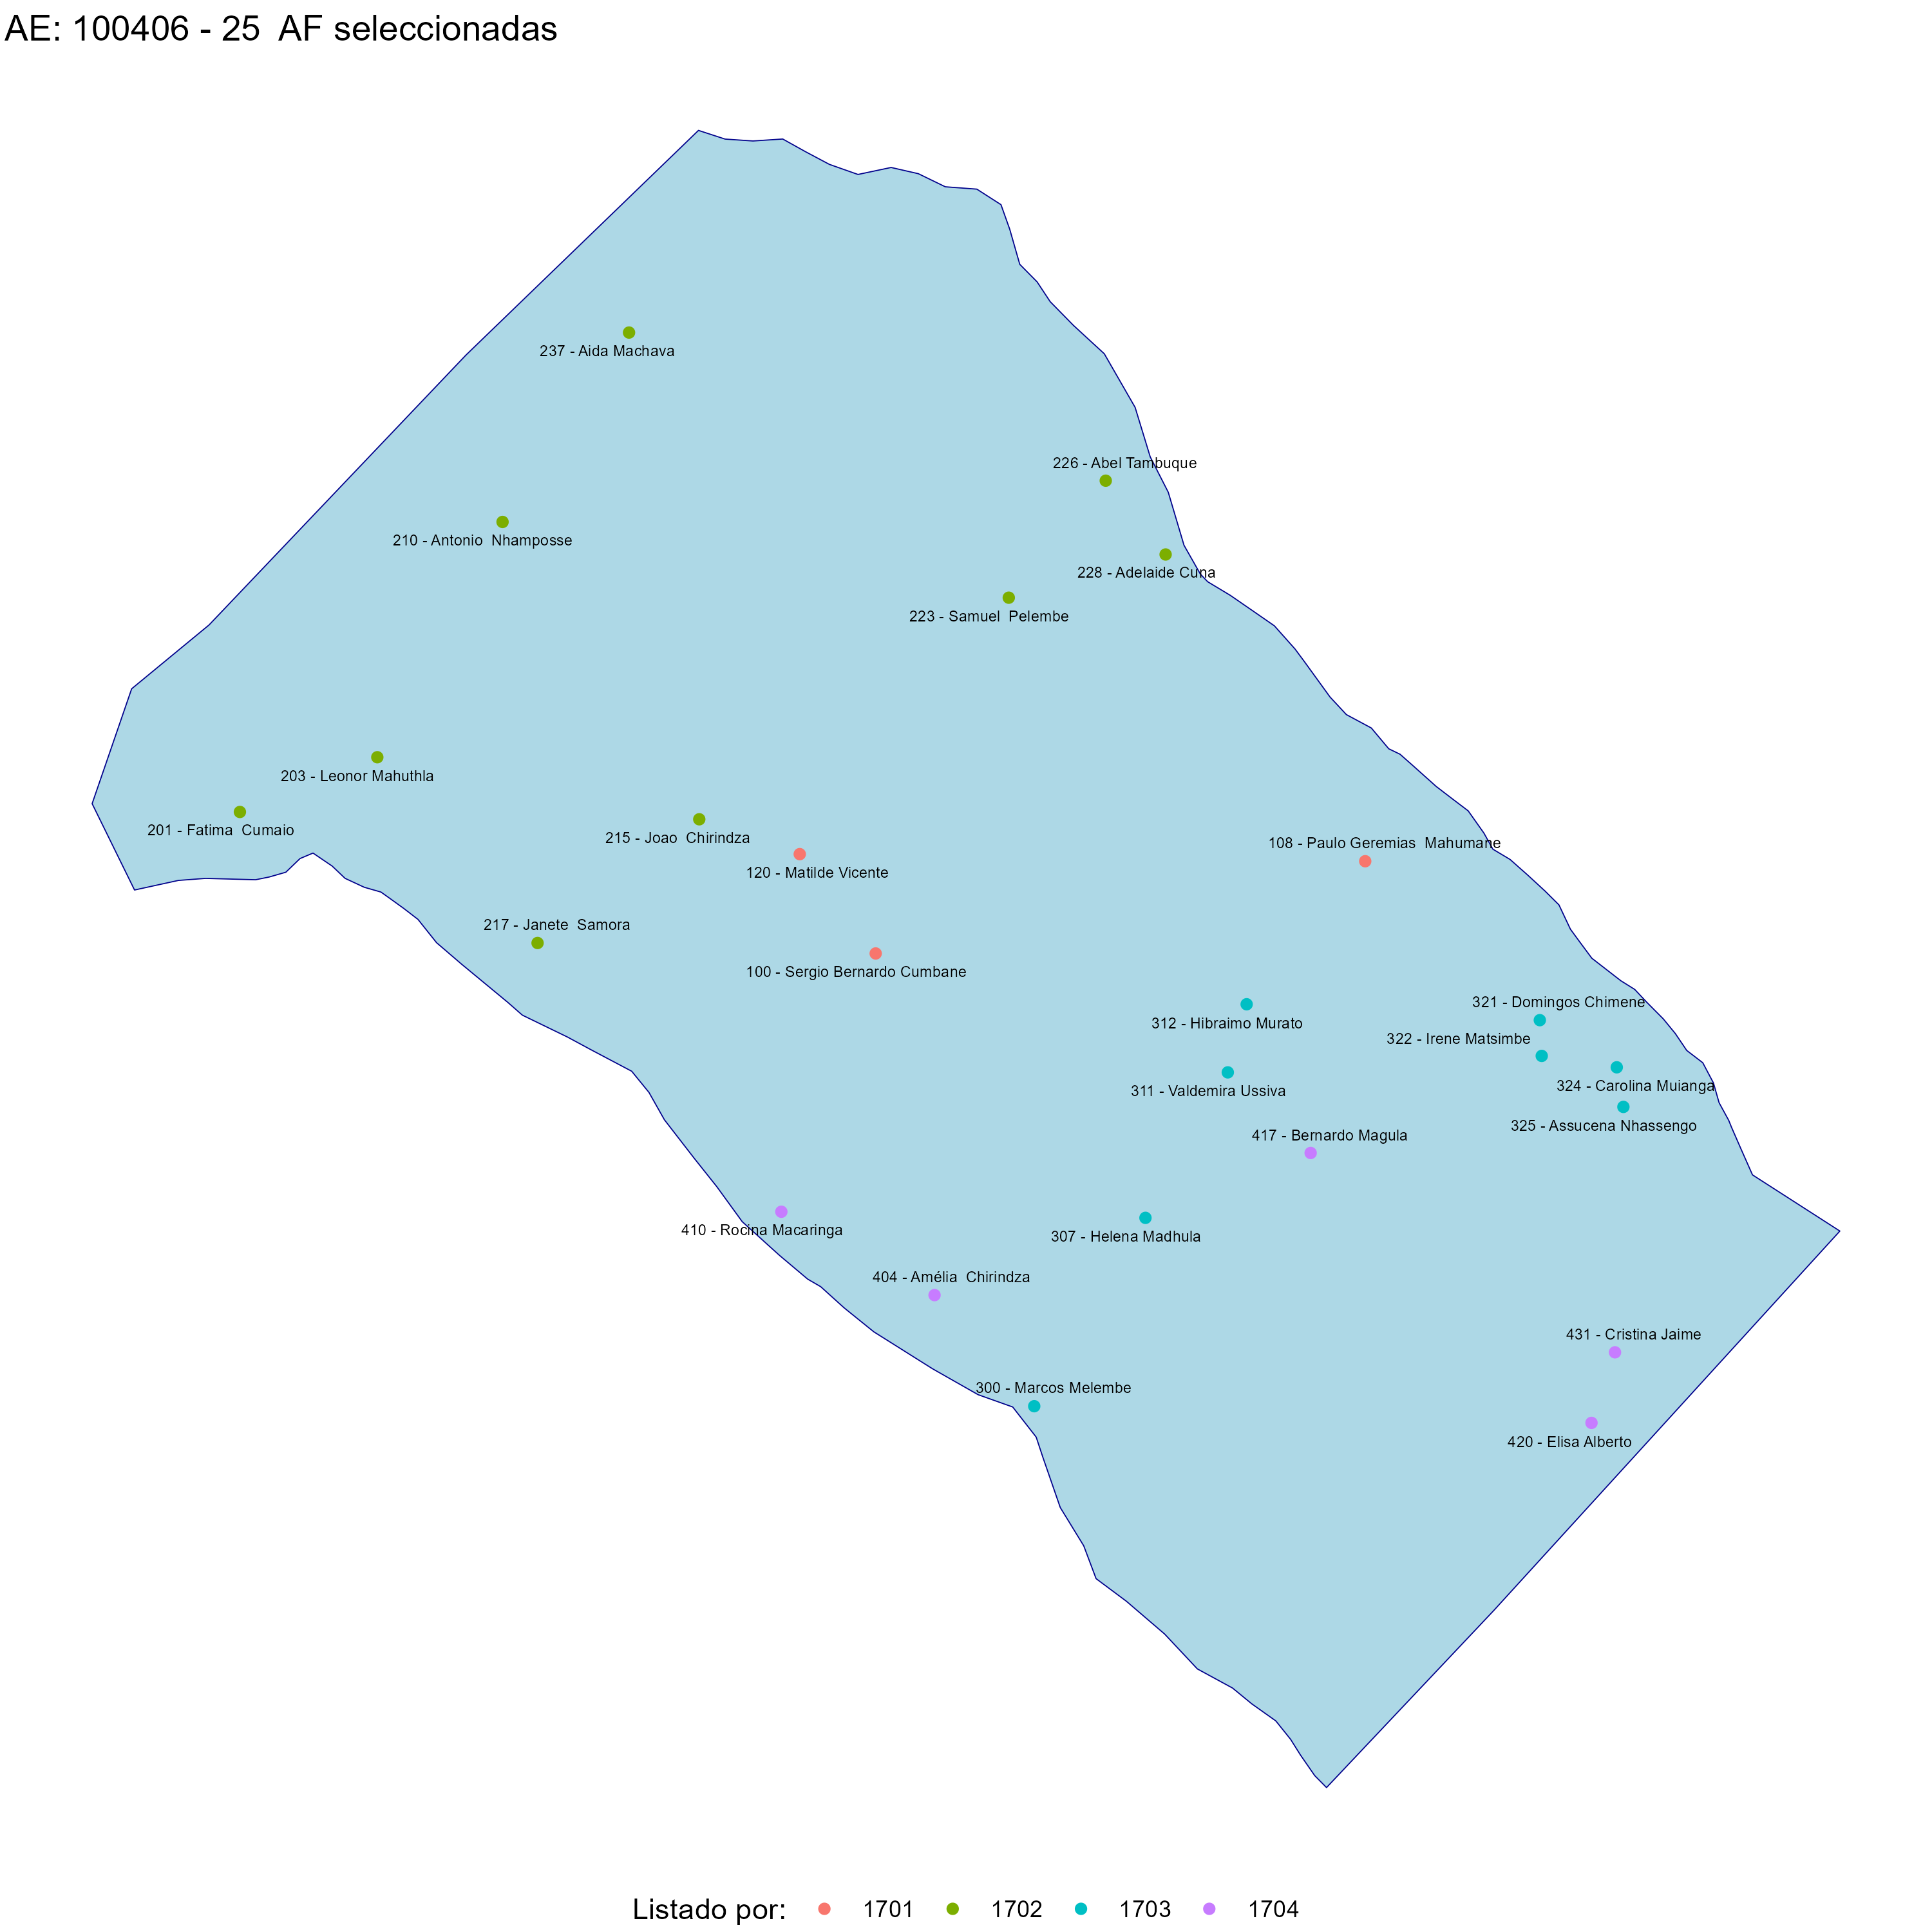 AE: 100406 - 25  AF seleccionadas
237 - Aida Machava
226 - Abel Tambuque
210 - Antonio  Nhamposse
228 - Adelaide Cuna
223 - Samuel  Pelembe
203 - Leonor Mahuthla
201 - Fatima  Cumaio
215 - Joao  Chirindza
108 - Paulo Geremias  Mahumane
120 - Matilde Vicente
217 - Janete  Samora
100 - Sergio Bernardo Cumbane
321 - Domingos Chimene
312 - Hibraimo Murato
322 - Irene Matsimbe
324 - Carolina Muianga
311 - Valdemira Ussiva
325 - Assucena Nhassengo
417 - Bernardo Magula
410 - Rocina Macaringa
307 - Helena Madhula
404 - Amélia  Chirindza
431 - Cristina Jaime
300 - Marcos Melembe
420 - Elisa Alberto
Listado por: 1701 1702 1703 1704